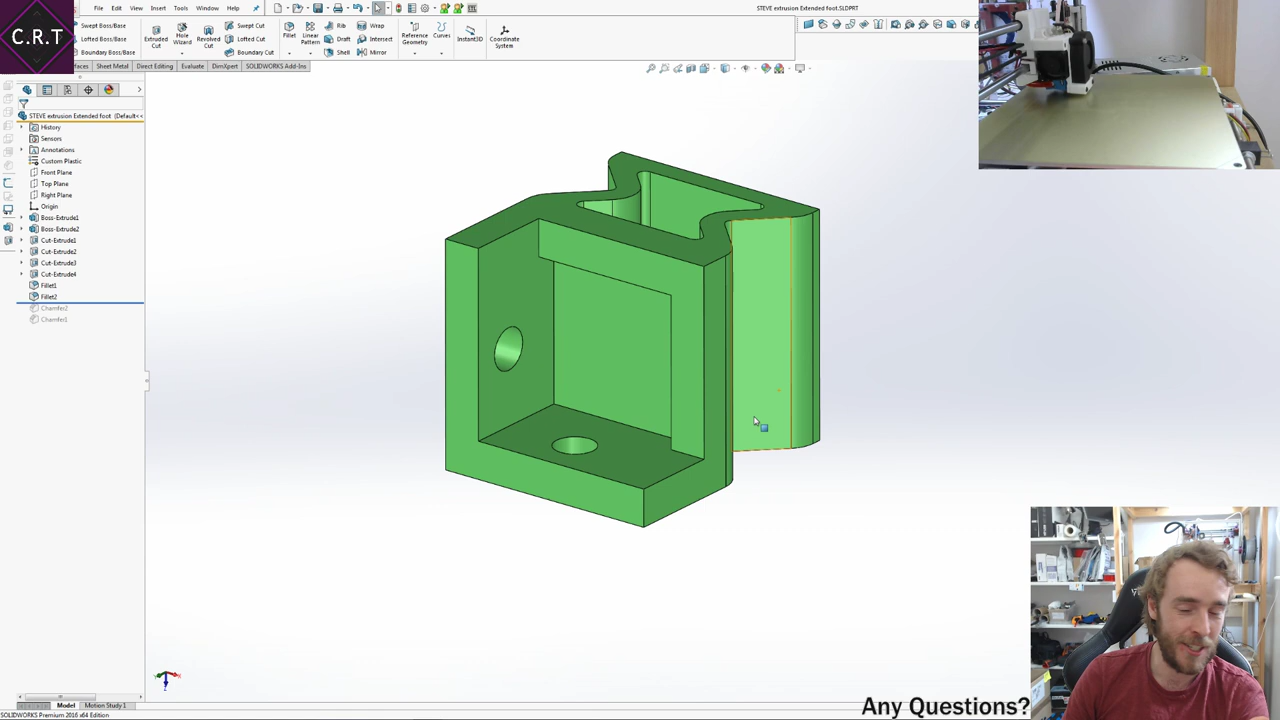 C.R.T
File Edit View Insert Tools Window Help
STEVE extrusion Extended foot.SLDPRT
Swept Boss/Base
Lofted Boss/Base
Boundary Boss/Base
Extruded Cut
Hole Wizard
Revolved Cut
Swept Cut
Lofted Cut
Boundary Cut
Fillet
Linear Pattern
Rib
Draft
Shell
Wrap
Intersect
Mirror
Reference Geometry
Curves
Instant3D
Coordinate System
Sheet Metal Direct Editing Evaluate DimXpert SOLIDWORKS Add-Ins
STEVE extrusion Extended foot (Default<<
History
Sensors
Annotations
Custom Plastic
Front Plane
Top Plane
Right Plane
Origin
Boss-Extrude1
Boss-Extrude2
Cut-Extrude1
Cut-Extrude2
Cut-Extrude3
Cut-Extrude4
Fillet1
Fillet2
Chamfer2
Chamfer1
Model Motion Study 1
SOLIDWORKS Premium 2016 x64 Edition
Any Questions?